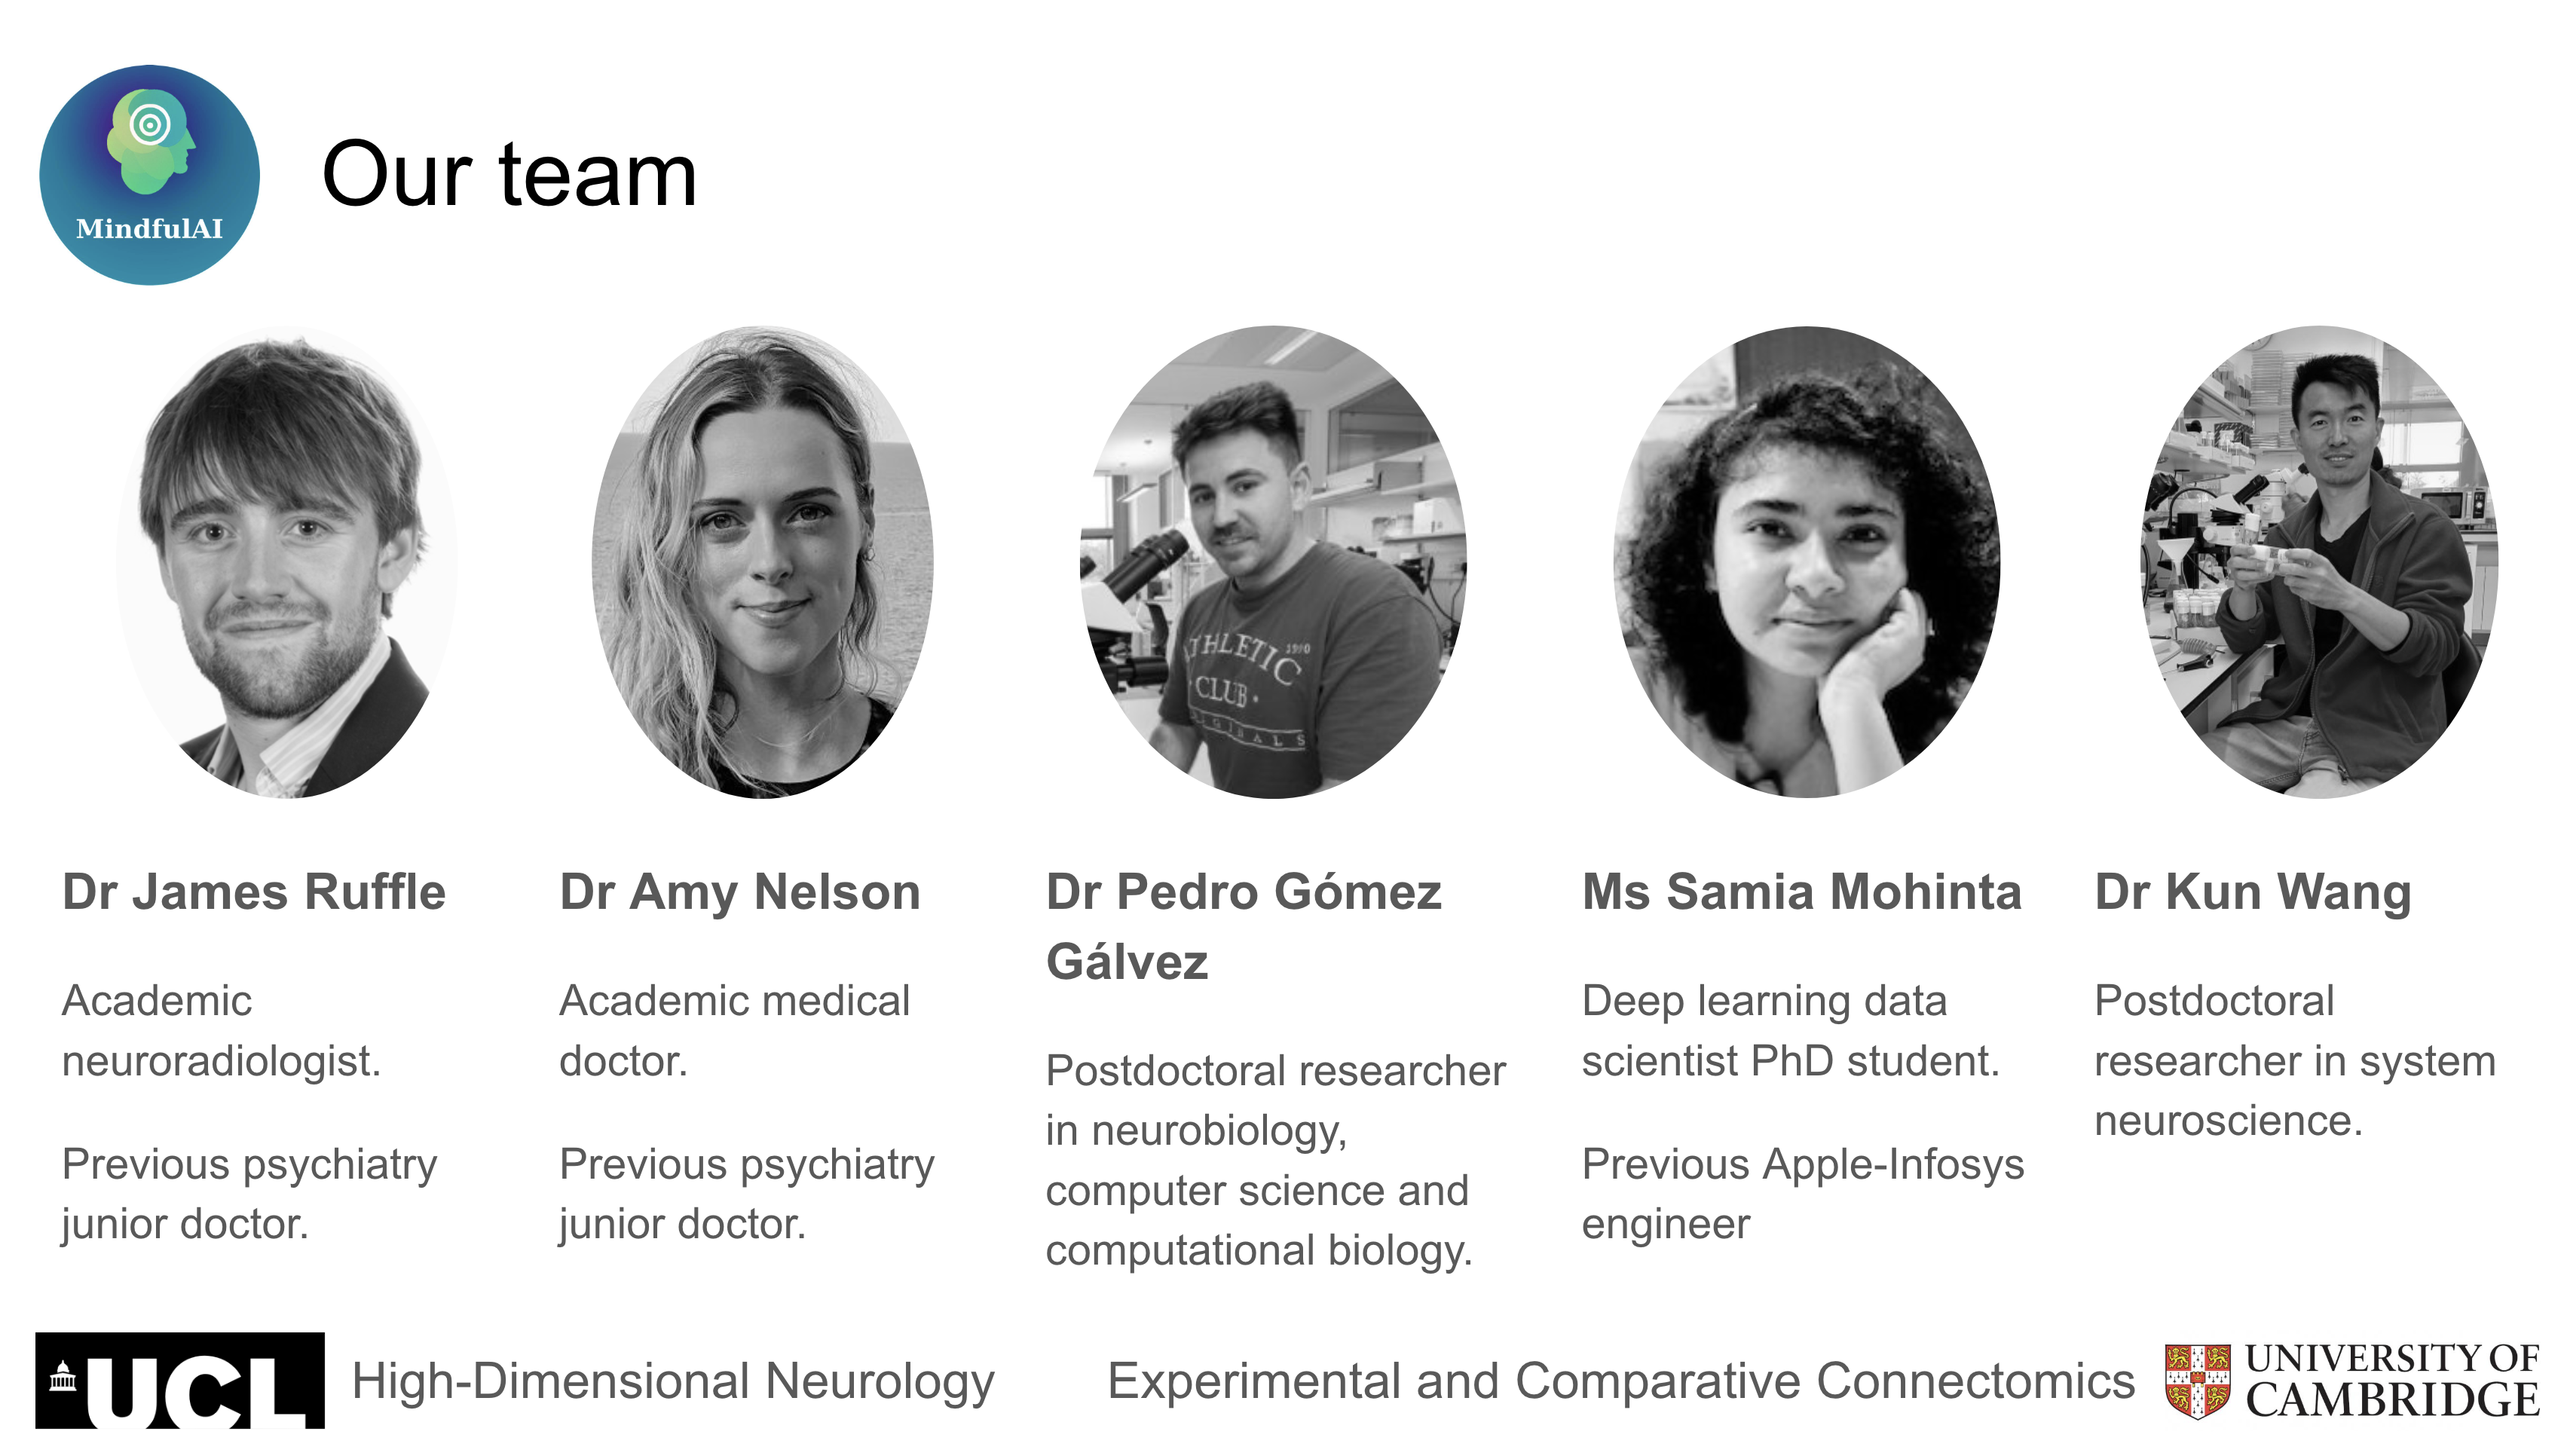 MindfulAI
Our team
THLETIC
1990
CLUB
Dr James Ruffle
Academic
neuroradiologist.
Previous psychiatry
junior doctor.
Dr Amy Nelson
Academic medical
doctor.
Previous psychiatry
junior doctor.
Dr Pedro Gómez
Gálvez
Postdoctoral researcher
in neurobiology,
computer science and
computational biology.
Ms Samia Mohinta
Deep learning data
scientist PhD student.
Previous Apple-Infosys
engineer
Dr Kun Wang
Postdoctoral
researcher in system
neuroscience.
UCL
High-Dimensional Neurology
Experimental and Comparative Connectomics
UNIVERSITY OF
CAMBRIDGE